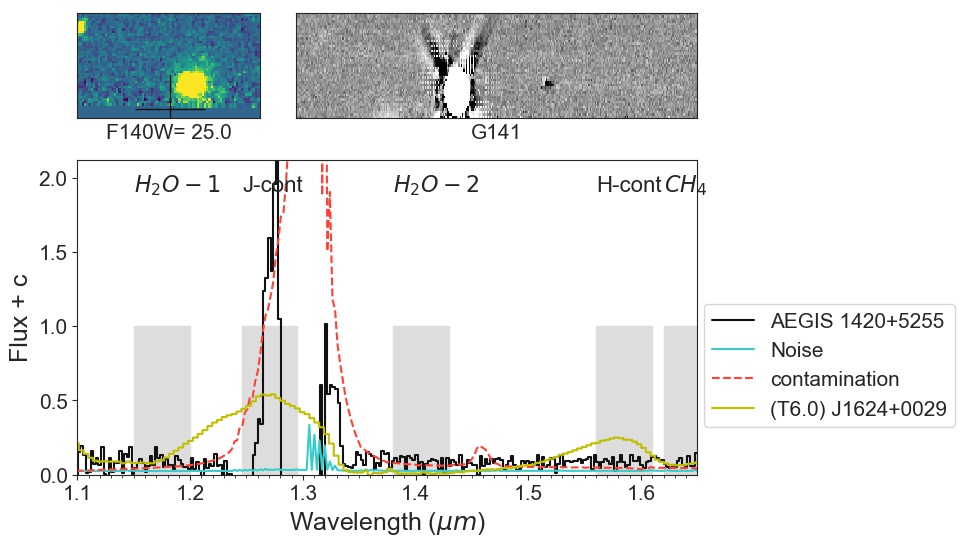 F140W= 25.0
G141
H₂O − 1
J-cont
H₂O − 2
H-cont
CH₄
2.0
1.5
1.0
0.5
0.0
Flux + c
1.1
1.2
1.3
1.4
1.5
1.6
Wavelength (μm)
AEGIS 1420+5255
Noise
contamination
(T6.0) J1624+0029